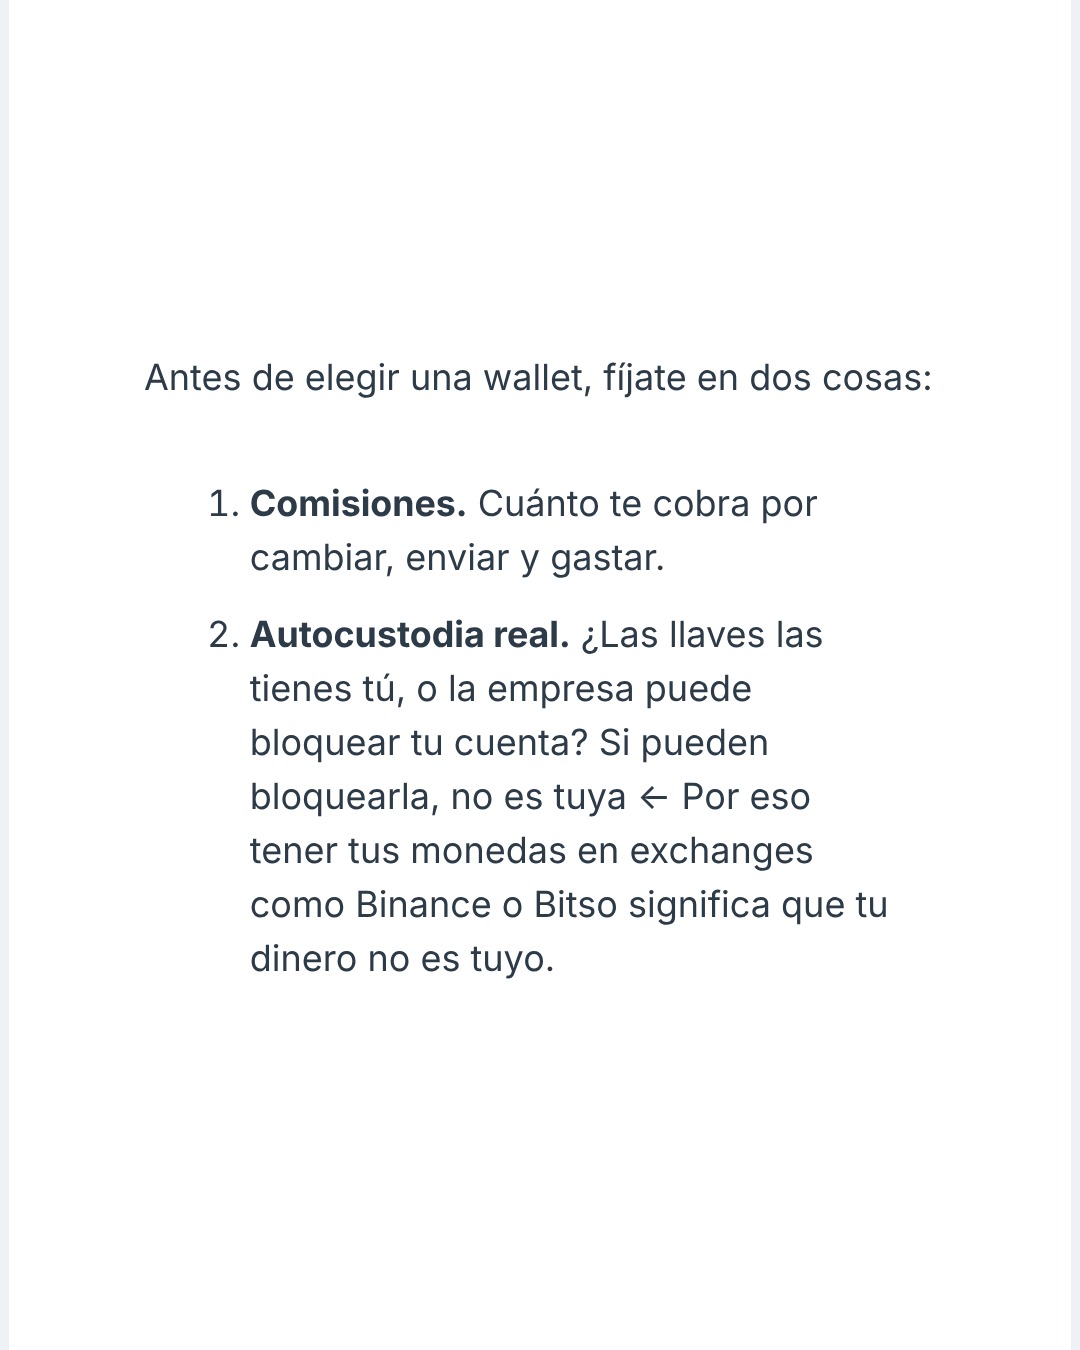 Antes de elegir una wallet, fíjate en dos cosas:
1. Comisiones. Cuánto te cobra por
cambiar, enviar y gastar.
2. Autocustodia real. ¿Las llaves las
tienes tú, o la empresa puede
bloquear tu cuenta? Si pueden
bloquearla, no es tuya ← Por eso
tener tus monedas en exchanges
como Binance o Bitso significa que tu
dinero no es tuyo.